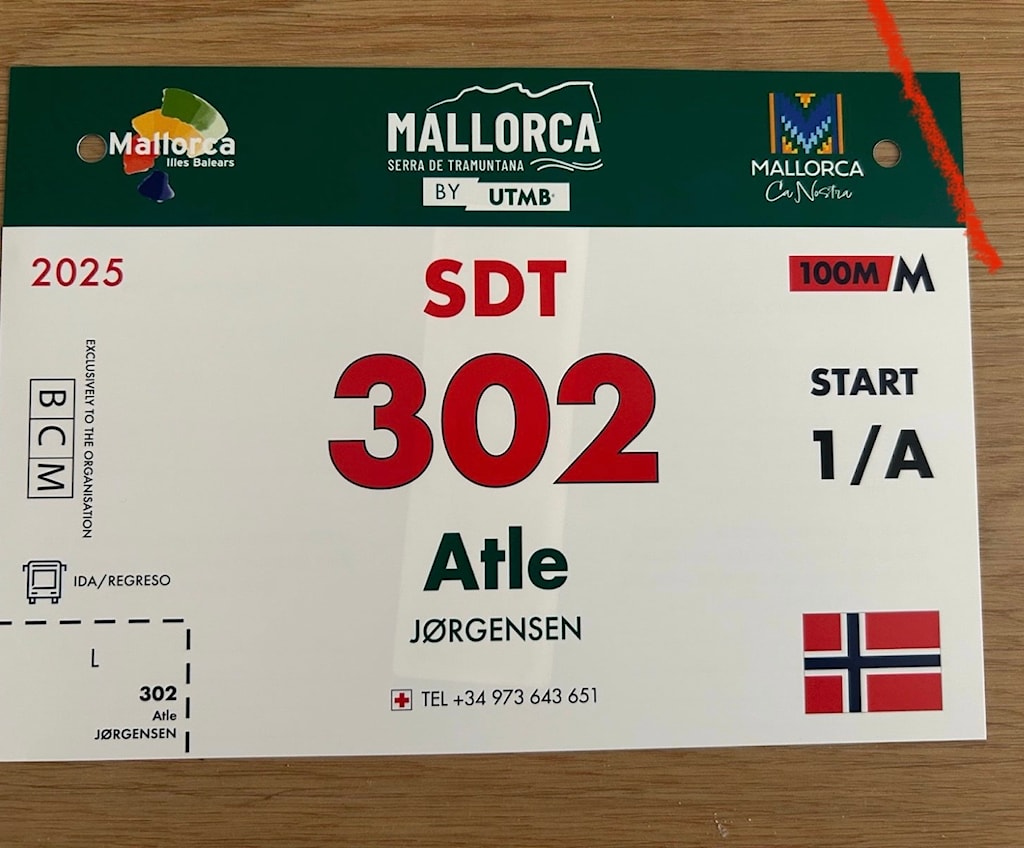 Mallorca
Illes Balears
MALLORCA
SERRA DE TRAMUNTANA
BY UTMB®
MALLORCA
Ca Nostra
2025
SDT
100M/M
302
START
1/A
EXCLUSIVELY TO THE ORGANISATION
B C M
Atle
JØRGENSEN
IDA/REGRESO
L
302
Atle
JØRGENSEN
TEL +34 973 643 651